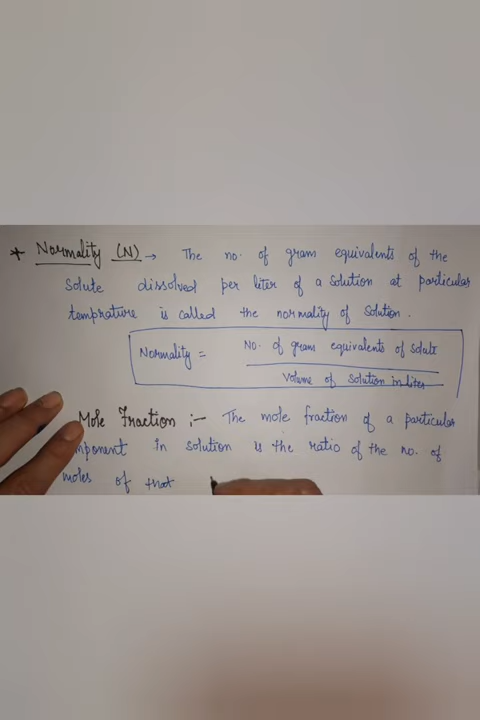 * Normality (N) → The no. of gram equivalents of the
Solute dissolved per liter of a Solution at particular
temprature is called the normality of Solution.
Normality = No. of gram equivalents of solute
Volume of Solution in liter
Mole Fraction :- The mole fraction of a particular
mponent in solution is the ratio of the no. of
moles of that